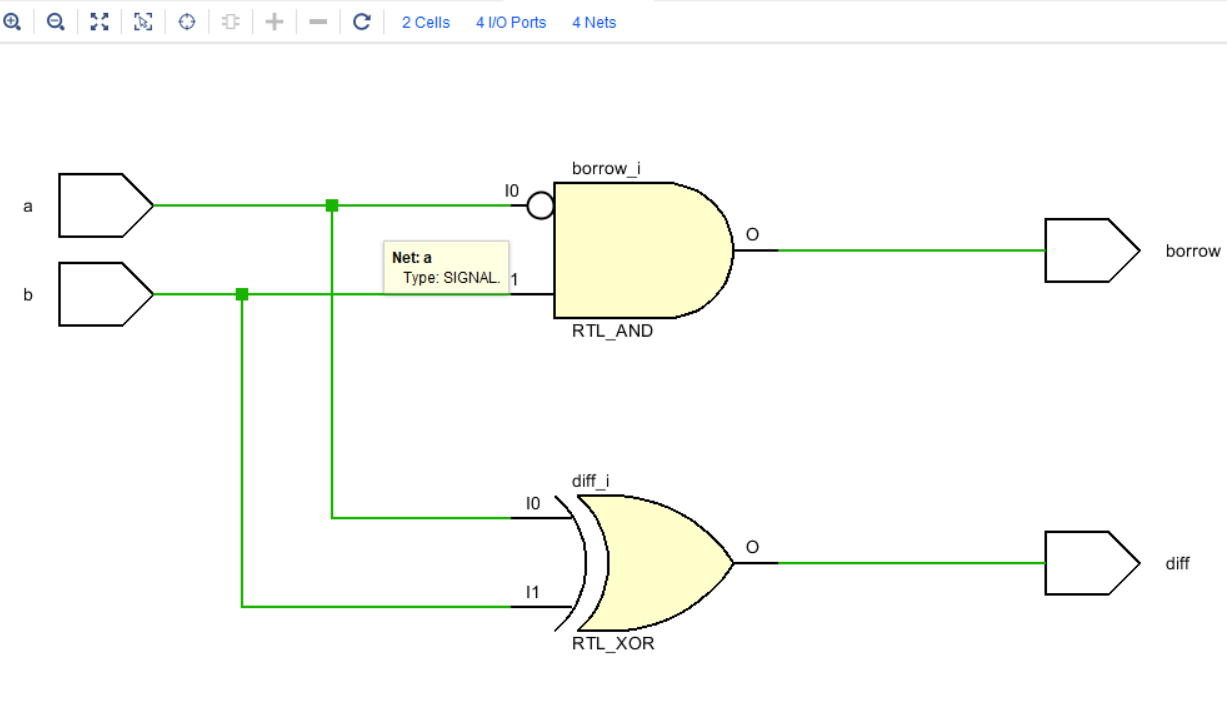 2 Cells 4 I/O Ports 4 Nets
borrow_i
a
I0
O
borrow
Net: a
Type: SIGNAL.
1
b
RTL_AND
diff_i
I0
O
diff
I1
RTL_XOR